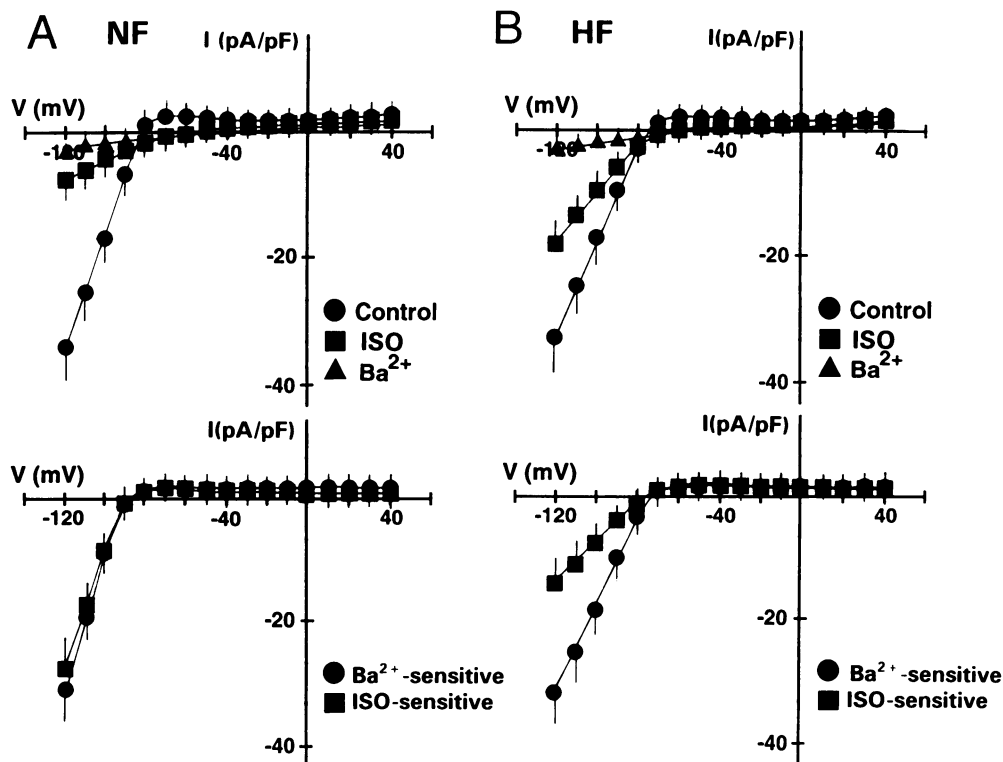 A NF I (pA/pF)
V (mV)
-120 -40 40
-20
Control
ISO
Ba2+
-40
I(pA/pF)
V (mV)
-120 -40 40
-20
Ba2+-sensitive
ISO-sensitive
-40
B HF I(pA/pF)
V (mV)
-120 -40 40
-20
Control
ISO
Ba2+
-40
I(pA/pF)
V (mV)
-120 -40 40
-20
Ba2+-sensitive
ISO-sensitive
-40